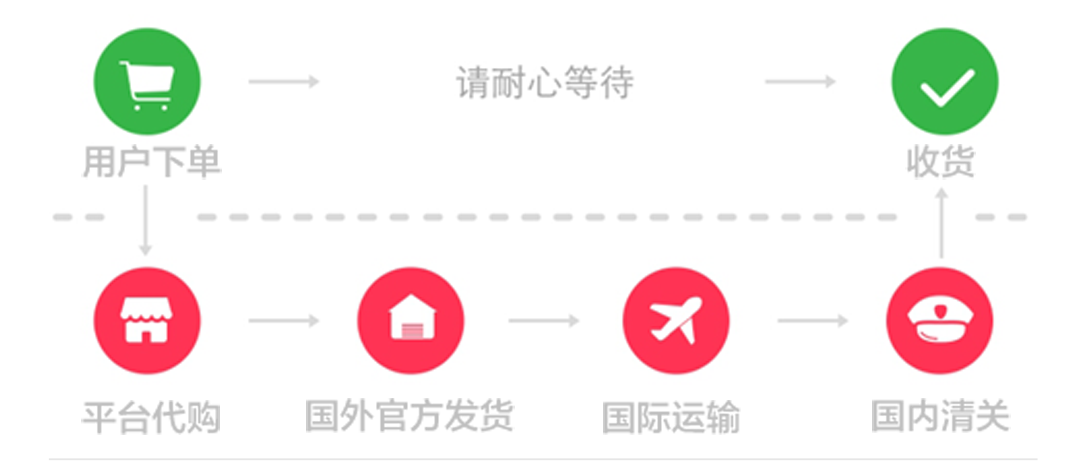 请耐心等待
用户下单
收货
平台代购
国外官方发货
国际运输
国内清关